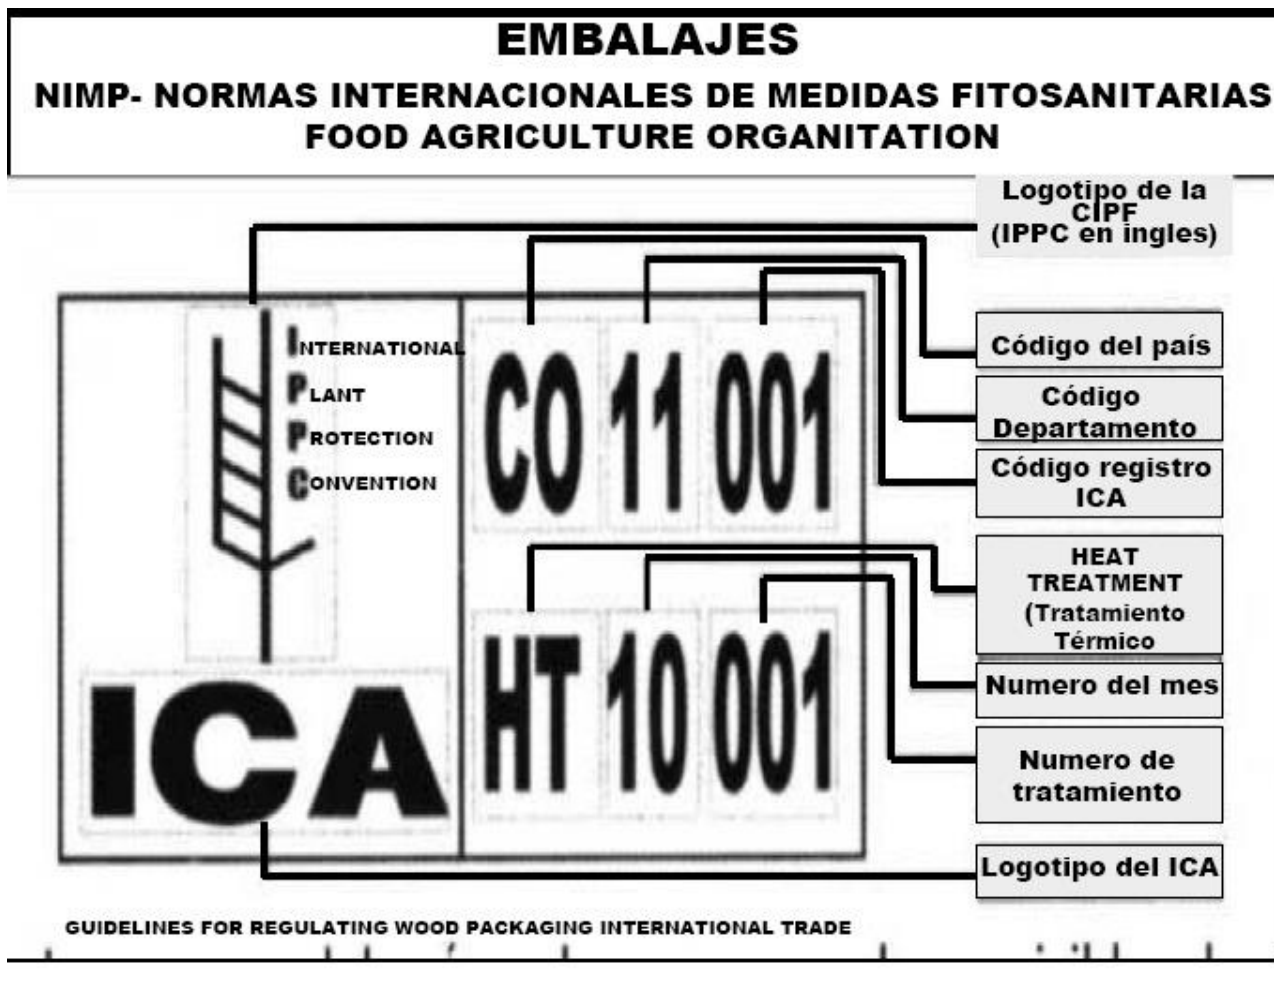 EMBALAJES
NIMP- NORMAS INTERNACIONALES DE MEDIDAS FITOSANITARIAS
FOOD AGRICULTURE ORGANITATION
Logotipo de la
CIPF
(IPPC en ingles)
INTERNATIONAL
PLANT
PROTECTION
CONVENTION
CO 11 001
Código del país
Código
Departamento
Código registro
ICA
HT 10 001
HEAT
TREATMENT
(Tratamiento
Térmico
Numero del mes
Numero de
tratamiento
ICA
Logotipo del ICA
GUIDELINES FOR REGULATING WOOD PACKAGING INTERNATIONAL TRADE